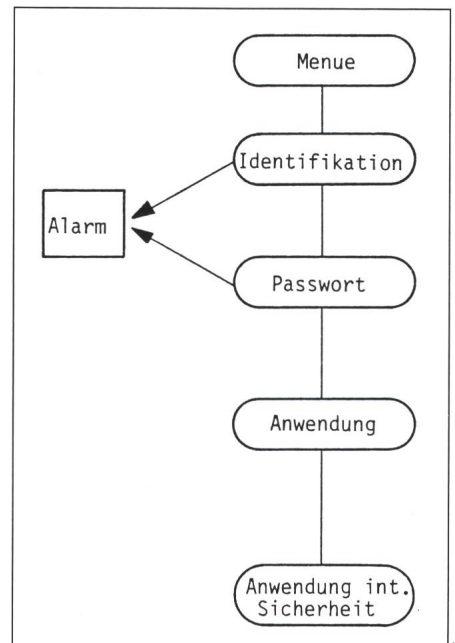 Menue
Identifikation
Alarm
Passwort
Anwendung
Anwendung int.
Sicherheit